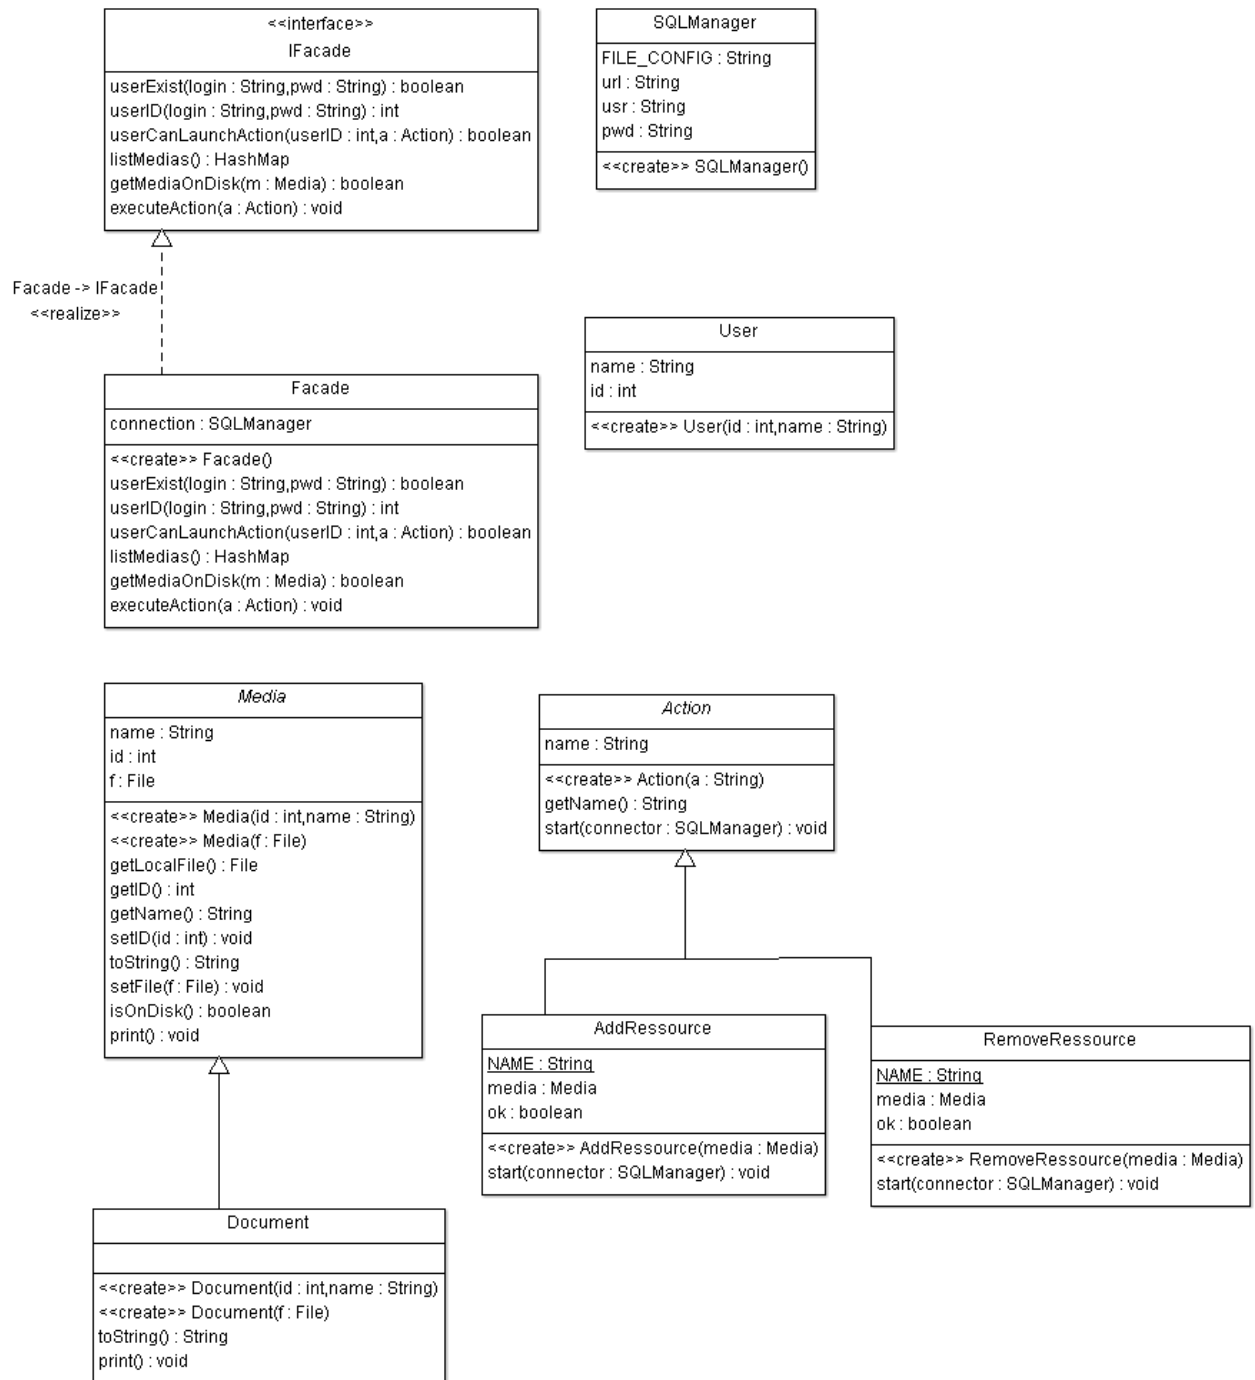 <<interface>>
IFacade
userExist(login : String,pwd : String) : boolean
userID(login : String,pwd : String) : int
userCanLaunchAction(userID : int,a : Action) : boolean
listMedias() : HashMap
getMediaOnDisk(m : Media) : boolean
executeAction(a : Action) : void
SQLManager
FILE_CONFIG : String
url : String
usr : String
pwd : String
<<create>> SQLManager()
Facade -> IFacade
<<realize>>
User
name : String
id : int
<<create>> User(id : int,name : String)
Facade
connection : SQLManager
<<create>> Facade()
userExist(login : String,pwd : String) : boolean
userID(login : String,pwd : String) : int
userCanLaunchAction(userID : int,a : Action) : boolean
listMedias() : HashMap
getMediaOnDisk(m : Media) : boolean
executeAction(a : Action) : void
Media
name : String
id : int
f : File
<<create>> Media(id : int,name : String)
<<create>> Media(f : File)
getLocalFile() : File
getID() : int
getName() : String
setID(id : int) : void
toString() : String
setFile(f : File) : void
isOnDisk() : boolean
print() : void
Action
name : String
<<create>> Action(a : String)
getName() : String
start(connector : SQLManager) : void
AddRessource
NAME : String
media : Media
ok : boolean
<<create>> AddRessource(media : Media)
start(connector : SQLManager) : void
RemoveRessource
NAME : String
media : Media
ok : boolean
<<create>> RemoveRessource(media : Media)
start(connector : SQLManager) : void
Document
<<create>> Document(id : int,name : String)
<<create>> Document(f : File)
toString() : String
print() : void